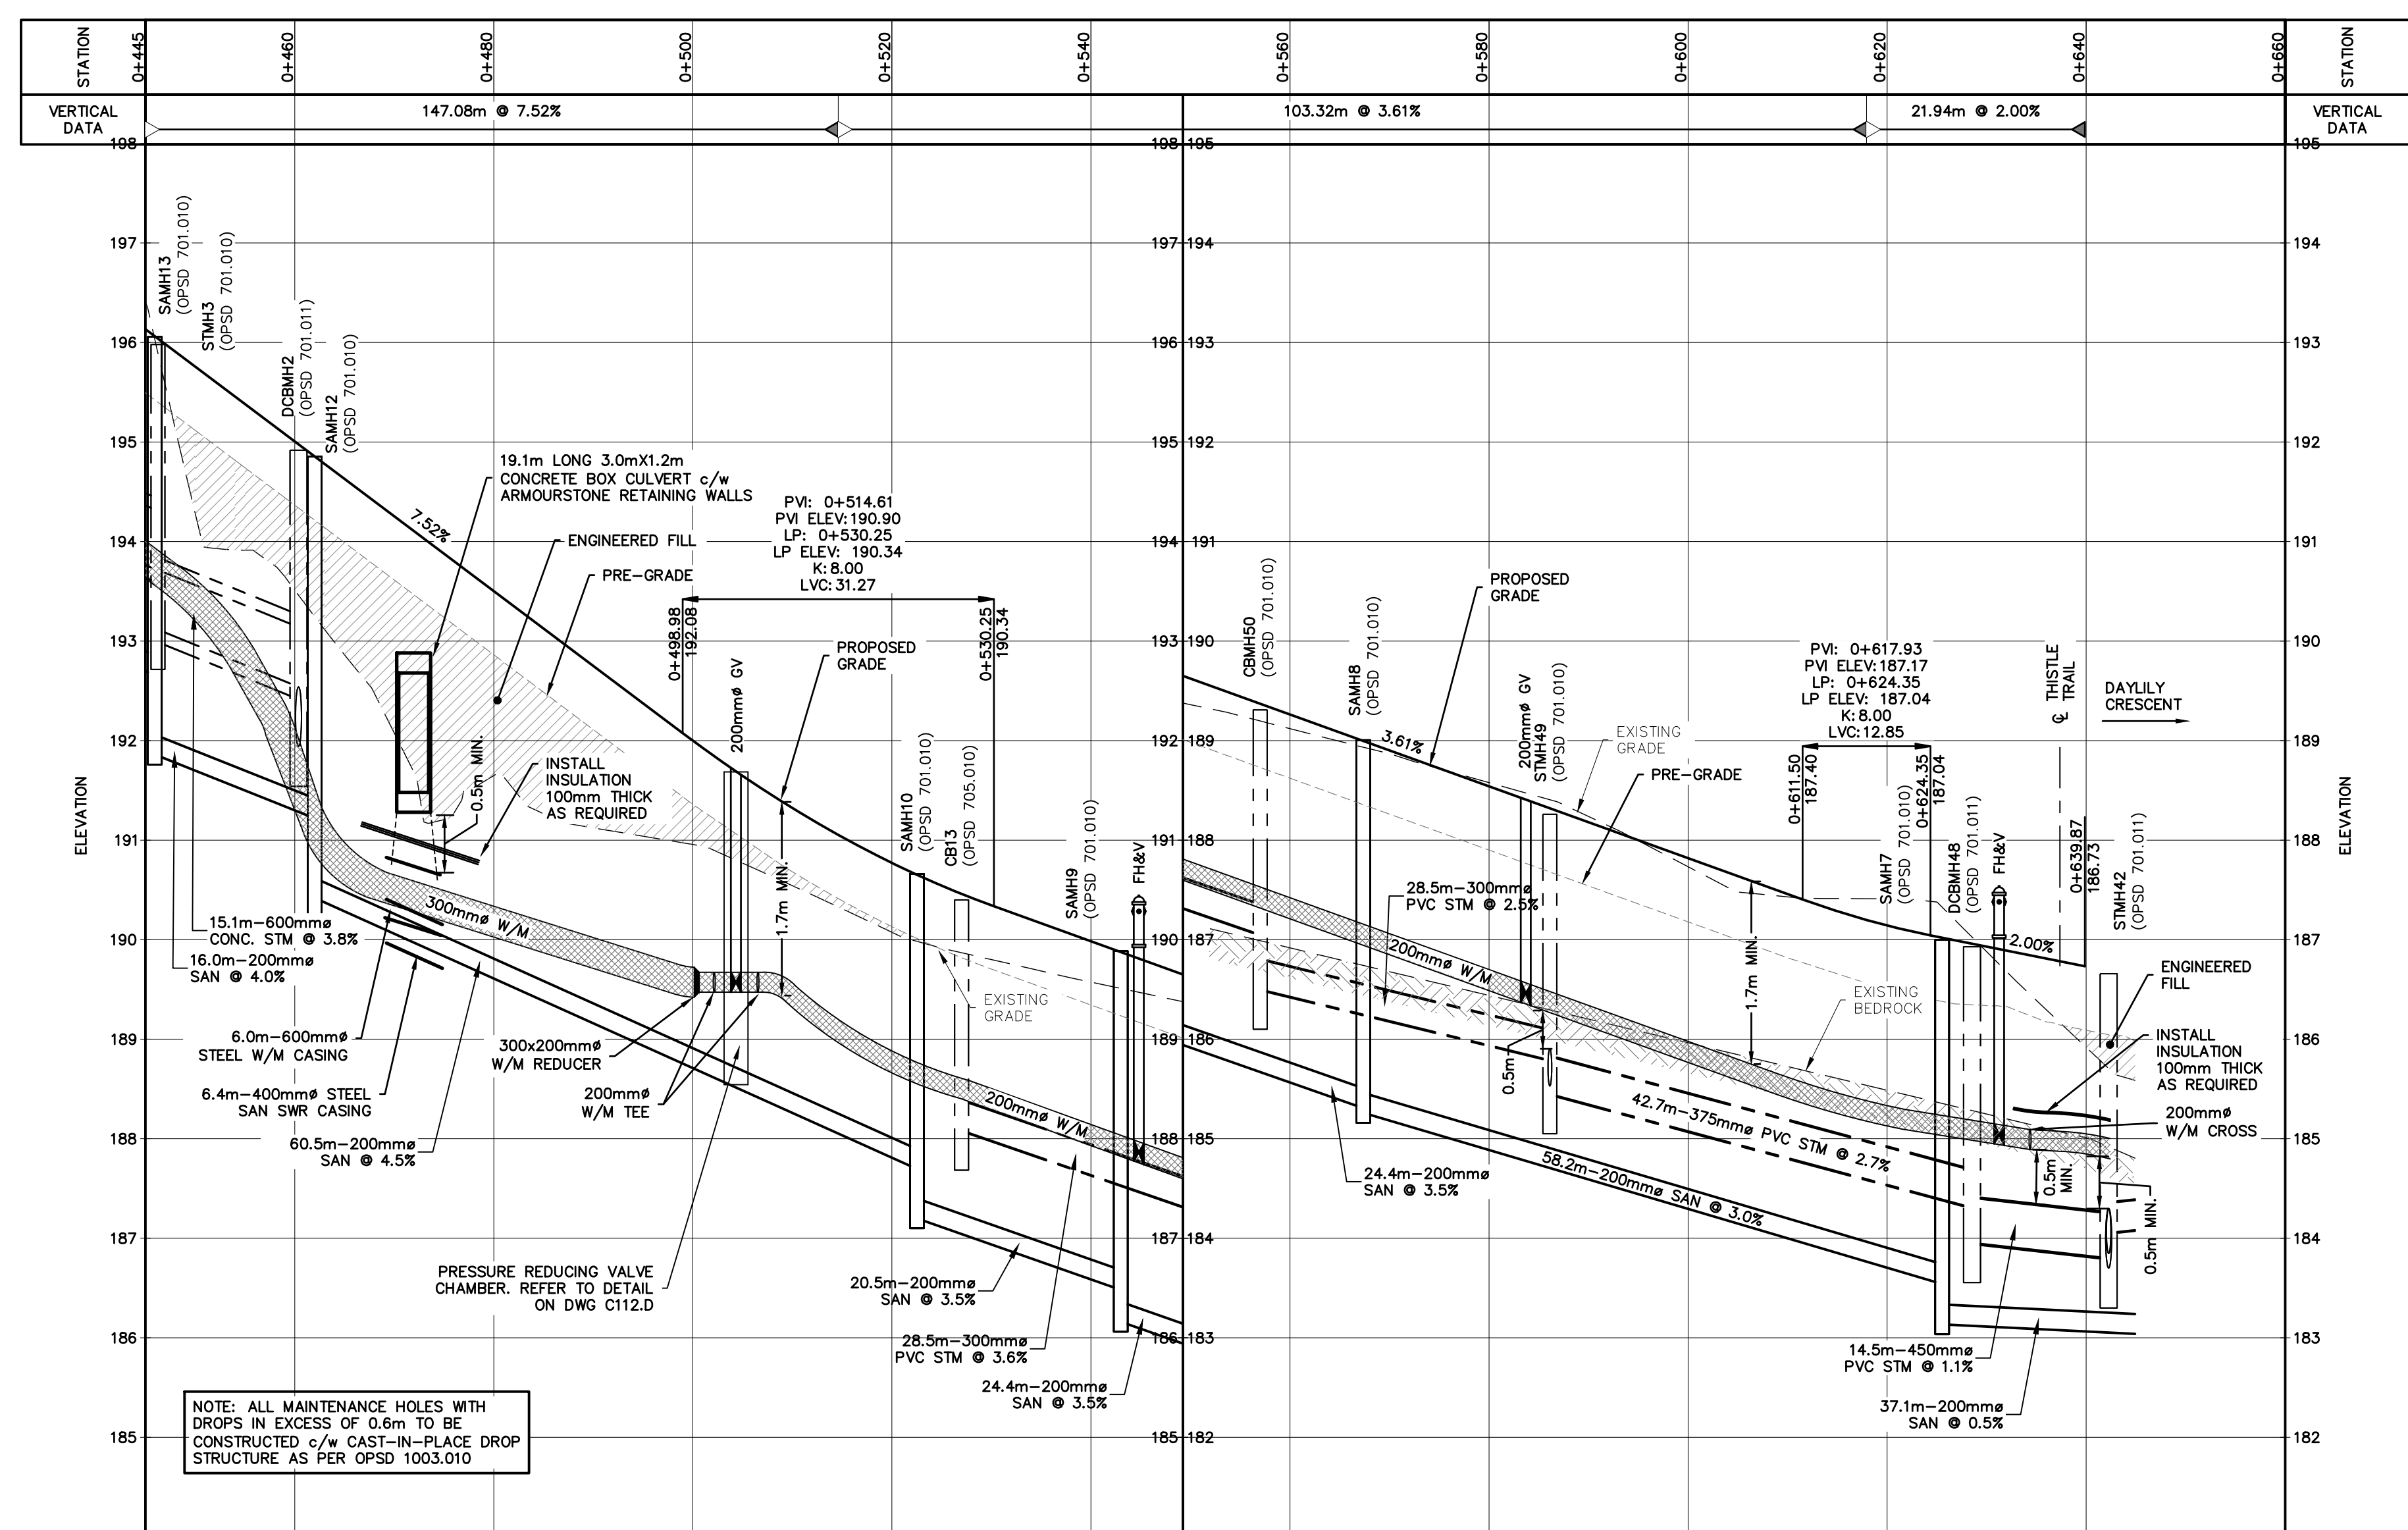 STATION
0+445
0+460
0+480
0+500
0+520
0+540
0+560
0+580
0+600
0+620
0+640
0+660
STATION
VERTICAL
DATA
147.08m @ 7.52%
103.32m @ 3.61%
21.94m @ 2.00%
VERTICAL
DATA
198
197
196
195
194
193
192
191
190
189
188
187
186
185
ELEVATION
SAMH13
(OPSD 701.010)
STMH3
(OPSD 701.010)
DCBMH2
(OPSD 701.011)
SAMH12
(OPSD 701.010)
7.52%
19.1m LONG 3.0mX1.2m
CONCRETE BOX CULVERT c/w
ARMOURSTONE RETAINING WALLS
ENGINEERED FILL
PRE-GRADE
PVI: 0+514.61
PVI ELEV:190.90
LP: 0+530.25
LP ELEV: 190.34
K:8.00
LVC:31.27
0+498.98
192.08
0+530.25
190.34
PROPOSED
GRADE
200mmø GV
0.5m MIN.
INSTALL
INSULATION
100mm THICK
AS REQUIRED
1.7m MIN.
SAMH10
(OPSD 701.010)
CB13
(OPSD 705.010)
SAMH9
(OPSD 701.010)
FH&V
300mmø W/M
15.1m-600mmø
CONC. STM @ 3.8%
16.0m-200mmø
SAN @ 4.0%
6.0m-600mmø
STEEL W/M CASING
6.4m-400mmø STEEL
SAN SWR CASING
60.5m-200mmø
SAN @ 4.5%
300x200mmø
W/M REDUCER
200mmø
W/M TEE
EXISTING
GRADE
200mmø W/M
PRESSURE REDUCING VALVE
CHAMBER. REFER TO DETAIL
ON DWG C112.D
20.5m-200mmø
SAN @ 3.5%
28.5m-300mmø
PVC STM @ 3.6%
24.4m-200mmø
SAN @ 3.5%
NOTE: ALL MAINTENANCE HOLES WITH
DROPS IN EXCESS OF 0.6m TO BE
CONSTRUCTED c/w CAST-IN-PLACE DROP
STRUCTURE AS PER OPSD 1003.010
198 195
197 194
196 193
195 192
194 191
193 190
192 189
191 188
190 187
189 186
188 185
187 184
186 183
185 182
CBMH50
(OPSD 701.010)
SAMH8
(OPSD 701.010)
3.61%
PROPOSED
GRADE
200mmø GV
STMH49
(OPSD 701.010)
EXISTING
GRADE
PRE-GRADE
28.5m-300mmø
PVC STM @ 2.5%
200mmø W/M
0.5m
1.7m MIN.
PVI: 0+617.93
PVI ELEV:187.17
LP: 0+624.35
LP ELEV: 187.04
K:8.00
LVC:12.85
0+611.50
187.40
0+624.35
187.04
SAMH7
(OPSD 701.010)
DCBMH48
(OPSD 701.011)
FH&V
THISTLE
℄ TRAIL
DAYLILY
CRESCENT
0+639.87
186.73
STMH42
(OPSD 701.011)
2.00%
ENGINEERED
FILL
EXISTING
BEDROCK
INSTALL
INSULATION
100mm THICK
AS REQUIRED
200mmø
W/M CROSS
0.5m
MIN.
0.5m MIN.
42.7m-375mmø PVC STM @ 2.7%
58.2m-200mmø SAN @ 3.0%
24.4m-200mmø
SAN @ 3.5%
14.5m-450mmø
PVC STM @ 1.1%
37.1m-200mmø
SAN @ 0.5%
195
194
193
192
191
190
189
188
187
186
185
184
183
182
ELEVATION